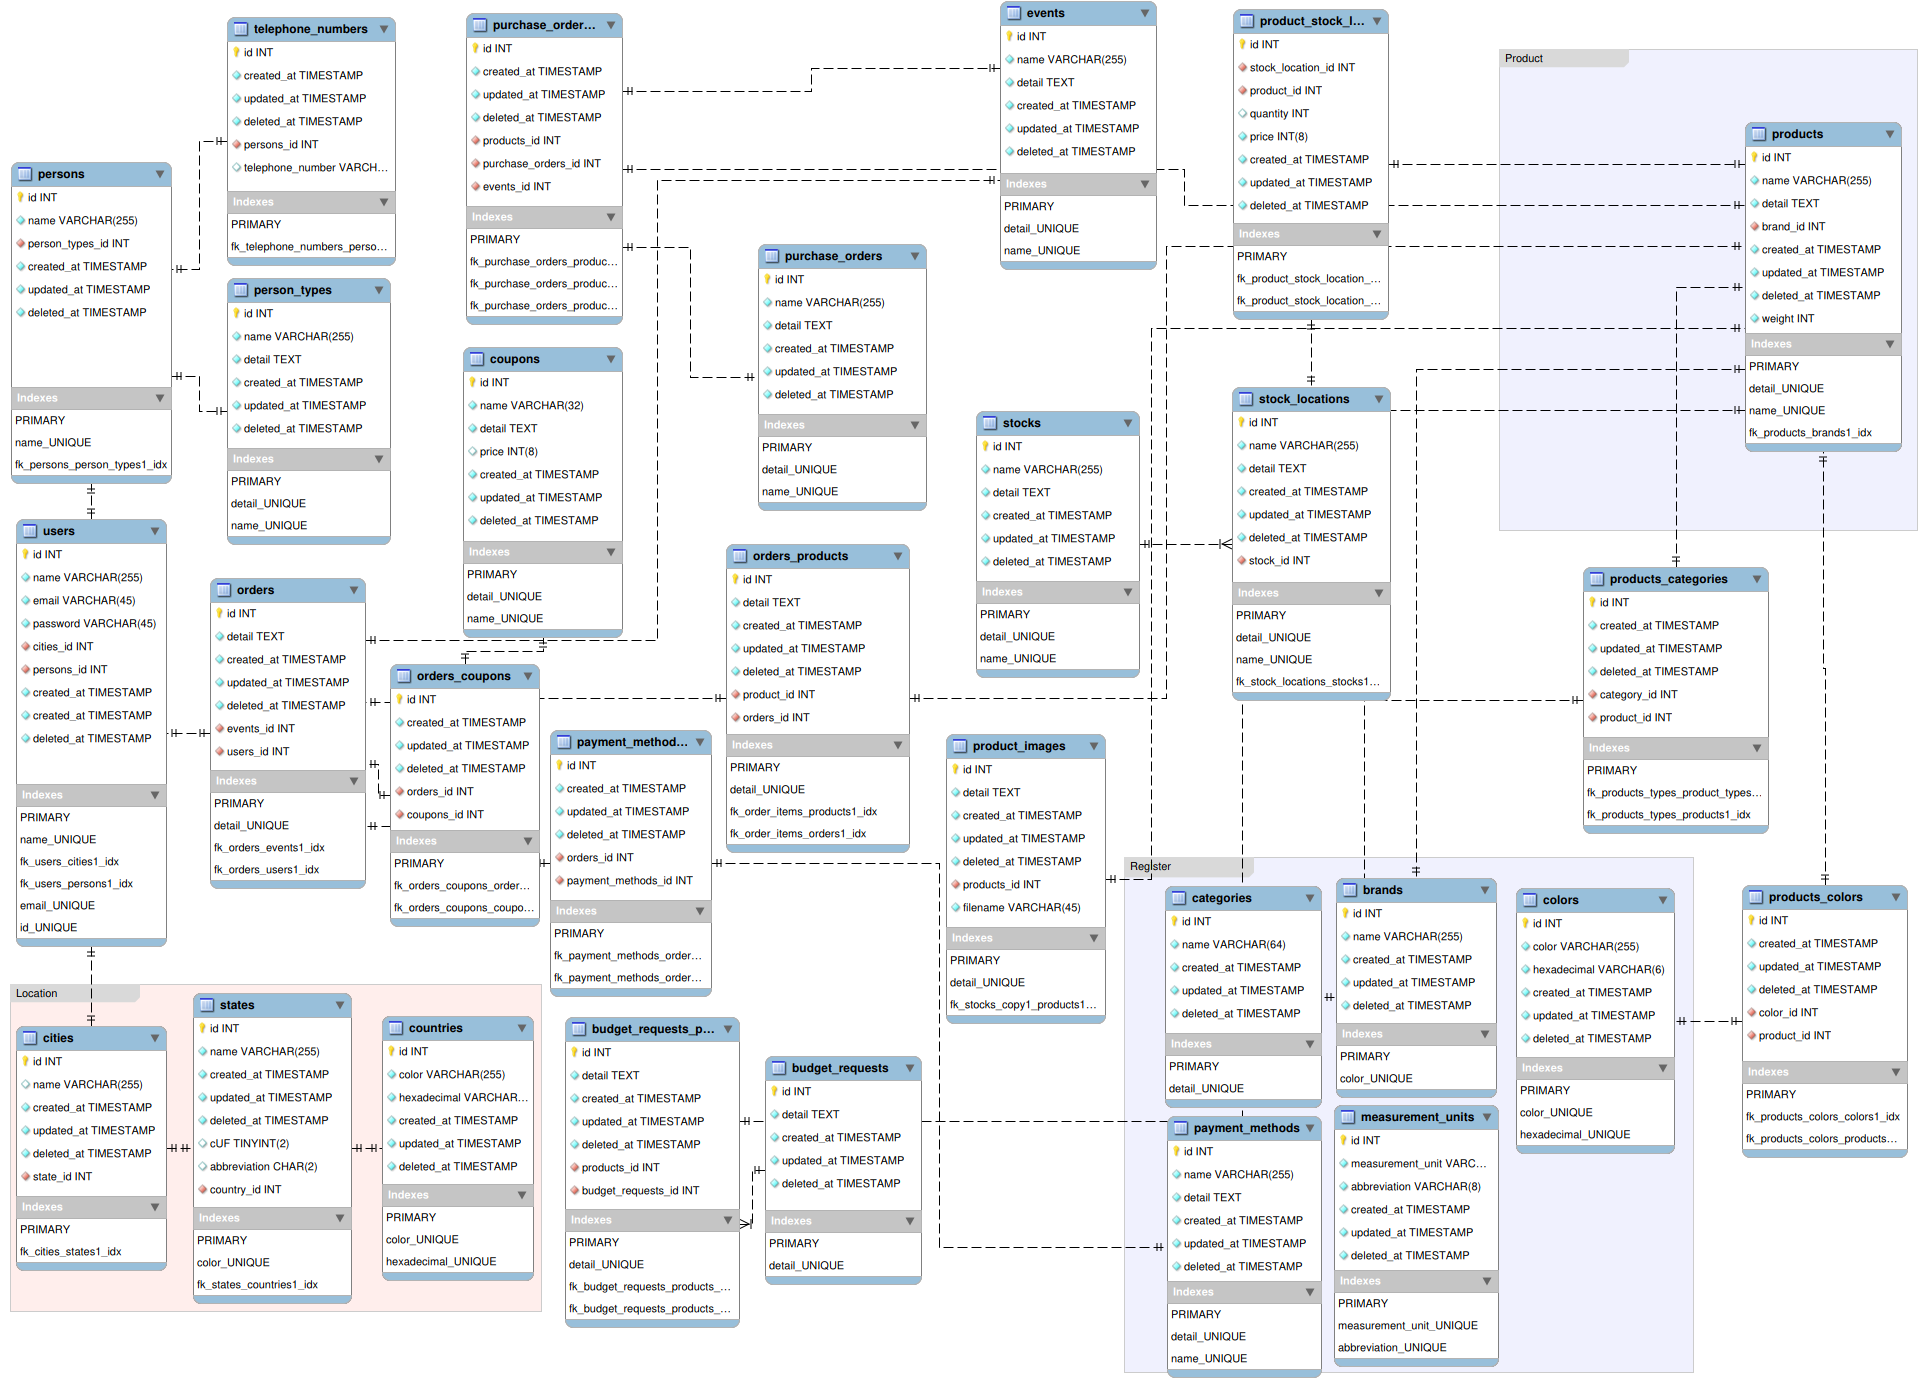 telephone_numbers
id INT
created_at TIMESTAMP
updated_at TIMESTAMP
deleted_at TIMESTAMP
persons_id INT
telephone_number VARCH...
Indexes
PRIMARY
fk_telephone_numbers_perso...
purchase_order...
id INT
created_at TIMESTAMP
updated_at TIMESTAMP
deleted_at TIMESTAMP
products_id INT
purchase_orders_id INT
events_id INT
Indexes
PRIMARY
fk_purchase_orders_produc...
fk_purchase_orders_produc...
fk_purchase_orders_produc...
events
id INT
name VARCHAR(255)
detail TEXT
created_at TIMESTAMP
updated_at TIMESTAMP
deleted_at TIMESTAMP
Indexes
PRIMARY
detail_UNIQUE
name_UNIQUE
product_stock_l...
id INT
stock_location_id INT
product_id INT
quantity INT
price INT(8)
created_at TIMESTAMP
updated_at TIMESTAMP
deleted_at TIMESTAMP
Indexes
PRIMARY
fk_product_stock_location_...
fk_product_stock_location_...
Product
products
id INT
name VARCHAR(255)
detail TEXT
brand_id INT
created_at TIMESTAMP
updated_at TIMESTAMP
deleted_at TIMESTAMP
weight INT
Indexes
PRIMARY
detail_UNIQUE
name_UNIQUE
fk_products_brands1_idx
persons
id INT
name VARCHAR(255)
person_types_id INT
created_at TIMESTAMP
updated_at TIMESTAMP
deleted_at TIMESTAMP
Indexes
PRIMARY
name_UNIQUE
fk_persons_person_types1_idx
person_types
id INT
name VARCHAR(255)
detail TEXT
created_at TIMESTAMP
updated_at TIMESTAMP
deleted_at TIMESTAMP
Indexes
PRIMARY
detail_UNIQUE
name_UNIQUE
purchase_orders
id INT
name VARCHAR(255)
detail TEXT
created_at TIMESTAMP
updated_at TIMESTAMP
deleted_at TIMESTAMP
Indexes
PRIMARY
detail_UNIQUE
name_UNIQUE
coupons
id INT
name VARCHAR(32)
detail TEXT
price INT(8)
created_at TIMESTAMP
updated_at TIMESTAMP
deleted_at TIMESTAMP
Indexes
PRIMARY
detail_UNIQUE
name_UNIQUE
stocks
id INT
name VARCHAR(255)
detail TEXT
created_at TIMESTAMP
updated_at TIMESTAMP
deleted_at TIMESTAMP
Indexes
PRIMARY
detail_UNIQUE
name_UNIQUE
stock_locations
id INT
name VARCHAR(255)
detail TEXT
created_at TIMESTAMP
updated_at TIMESTAMP
deleted_at TIMESTAMP
stock_id INT
Indexes
PRIMARY
detail_UNIQUE
name_UNIQUE
fk_stock_locations_stocks1...
users
id INT
name VARCHAR(255)
email VARCHAR(45)
password VARCHAR(45)
cities_id INT
persons_id INT
created_at TIMESTAMP
created_at TIMESTAMP
deleted_at TIMESTAMP
Indexes
PRIMARY
name_UNIQUE
fk_users_cities1_idx
fk_users_persons1_idx
email_UNIQUE
id_UNIQUE
orders
id INT
detail TEXT
created_at TIMESTAMP
updated_at TIMESTAMP
deleted_at TIMESTAMP
events_id INT
users_id INT
Indexes
PRIMARY
detail_UNIQUE
fk_orders_events1_idx
fk_orders_users1_idx
orders_products
id INT
detail TEXT
created_at TIMESTAMP
updated_at TIMESTAMP
deleted_at TIMESTAMP
product_id INT
orders_id INT
Indexes
PRIMARY
detail_UNIQUE
fk_order_items_products1_idx
fk_order_items_orders1_idx
products_categories
id INT
created_at TIMESTAMP
updated_at TIMESTAMP
deleted_at TIMESTAMP
category_id INT
product_id INT
Indexes
PRIMARY
fk_products_types_product_types...
fk_products_types_products1_idx
orders_coupons
id INT
created_at TIMESTAMP
updated_at TIMESTAMP
deleted_at TIMESTAMP
orders_id INT
coupons_id INT
Indexes
PRIMARY
fk_orders_coupons_order...
fk_orders_coupons_coupo...
payment_method...
id INT
created_at TIMESTAMP
updated_at TIMESTAMP
deleted_at TIMESTAMP
orders_id INT
payment_methods_id INT
Indexes
PRIMARY
fk_payment_methods_order...
fk_payment_methods_order...
product_images
id INT
detail TEXT
created_at TIMESTAMP
updated_at TIMESTAMP
deleted_at TIMESTAMP
products_id INT
filename VARCHAR(45)
Indexes
PRIMARY
detail_UNIQUE
fk_stocks_copy1_products1...
Register
categories
id INT
name VARCHAR(64)
created_at TIMESTAMP
updated_at TIMESTAMP
deleted_at TIMESTAMP
Indexes
PRIMARY
detail_UNIQUE
brands
id INT
name VARCHAR(255)
created_at TIMESTAMP
updated_at TIMESTAMP
deleted_at TIMESTAMP
Indexes
PRIMARY
color_UNIQUE
colors
id INT
color VARCHAR(255)
hexadecimal VARCHAR(6)
created_at TIMESTAMP
updated_at TIMESTAMP
deleted_at TIMESTAMP
Indexes
PRIMARY
color_UNIQUE
hexadecimal_UNIQUE
products_colors
id INT
created_at TIMESTAMP
updated_at TIMESTAMP
deleted_at TIMESTAMP
color_id INT
product_id INT
Indexes
PRIMARY
fk_products_colors_colors1_idx
fk_products_colors_products...
Location
cities
id INT
name VARCHAR(255)
created_at TIMESTAMP
updated_at TIMESTAMP
deleted_at TIMESTAMP
state_id INT
Indexes
PRIMARY
fk_cities_states1_idx
states
id INT
name VARCHAR(255)
created_at TIMESTAMP
updated_at TIMESTAMP
deleted_at TIMESTAMP
cUF TINYINT(2)
abbreviation CHAR(2)
country_id INT
Indexes
PRIMARY
color_UNIQUE
fk_states_countries1_idx
countries
id INT
color VARCHAR(255)
hexadecimal VARCHAR...
created_at TIMESTAMP
updated_at TIMESTAMP
deleted_at TIMESTAMP
Indexes
PRIMARY
color_UNIQUE
hexadecimal_UNIQUE
budget_requests_p...
id INT
detail TEXT
created_at TIMESTAMP
updated_at TIMESTAMP
deleted_at TIMESTAMP
products_id INT
budget_requests_id INT
Indexes
PRIMARY
detail_UNIQUE
fk_budget_requests_products_...
fk_budget_requests_products_...
budget_requests
id INT
detail TEXT
created_at TIMESTAMP
updated_at TIMESTAMP
deleted_at TIMESTAMP
Indexes
PRIMARY
detail_UNIQUE
payment_methods
id INT
name VARCHAR(255)
detail TEXT
created_at TIMESTAMP
updated_at TIMESTAMP
deleted_at TIMESTAMP
Indexes
PRIMARY
detail_UNIQUE
name_UNIQUE
measurement_units
id INT
measurement_unit VARC...
abbreviation VARCHAR(8)
created_at TIMESTAMP
updated_at TIMESTAMP
deleted_at TIMESTAMP
Indexes
PRIMARY
measurement_unit_UNIQUE
abbreviation_UNIQUE